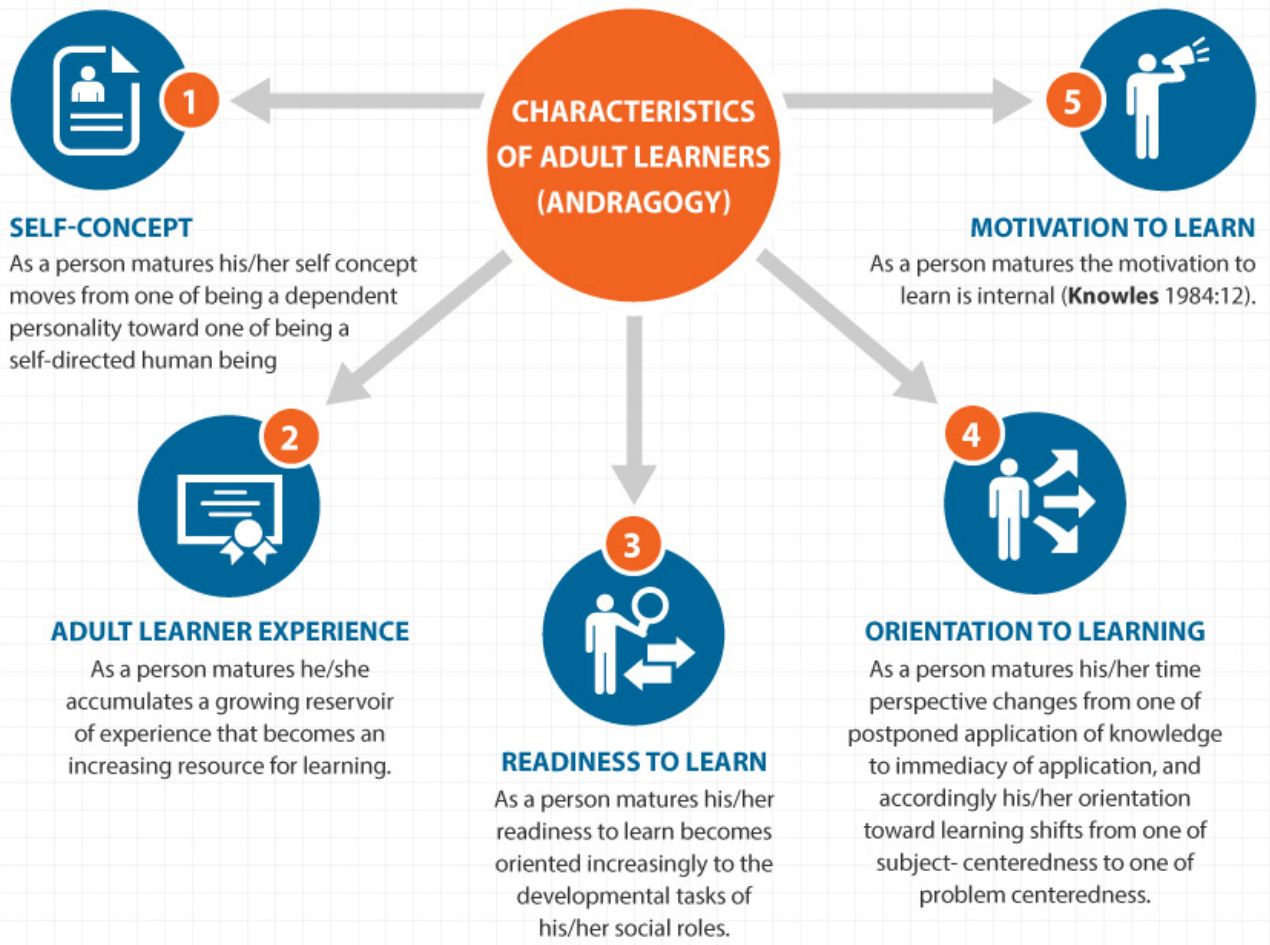 CHARACTERISTICS
OF ADULT LEARNERS
(ANDRAGOGY)
1
SELF-CONCEPT
As a person matures his/her self concept
moves from one of being a dependent
personality toward one of being a
self-directed human being
2
ADULT LEARNER EXPERIENCE
As a person matures he/she
accumulates a growing reservoir
of experience that becomes an
increasing resource for learning.
3
READINESS TO LEARN
As a person matures his/her
readiness to learn becomes
oriented increasingly to the
developmental tasks of
his/her social roles.
4
ORIENTATION TO LEARNING
As a person matures his/her time
perspective changes from one of
postponed application of knowledge
to immediacy of application, and
accordingly his/her orientation
toward learning shifts from one of
subject- centeredness to one of
problem centeredness.
5
MOTIVATION TO LEARN
As a person matures the motivation to
learn is internal (Knowles 1984:12).